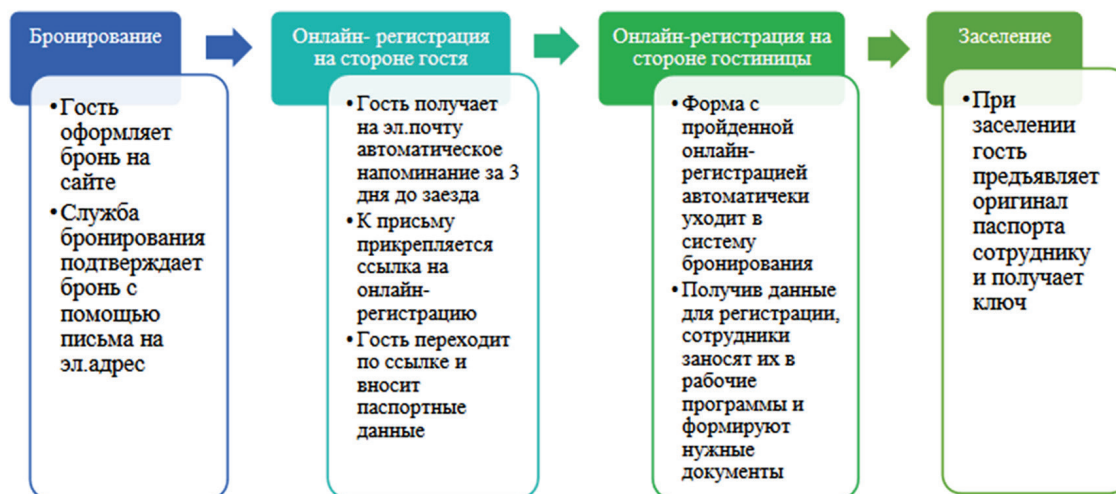 Бронирование
•Гость
оформляет
бронь на
сайте
•Служба
бронирования
подтверждает
бронь с
помощью
письма на
эл.адрес
Онлайн- регистрация
на стороне гостя
•Гость получает
на эл.почту
автоматическое
напоминание за 3
дня до заезда
•К присьму
прикрепляется
ссылка на
онлайн-
регистрацию
•Гость переходит
по ссылке и
вносит
паспортные
данные
Онлайн-регистрация на
стороне гостиницы
•Форма с
пройденной
онлайн-
регистрацией
автоматичеки
уходит в
систему
бронирования
•Получив данные
для регистрации,
сотрудники
заносят их в
рабочие
программы и
формируют
нужные
документы
Заселение
•При
заселении
гость
предъявляет
оригинал
паспорта
сотруднику
и получает
ключ